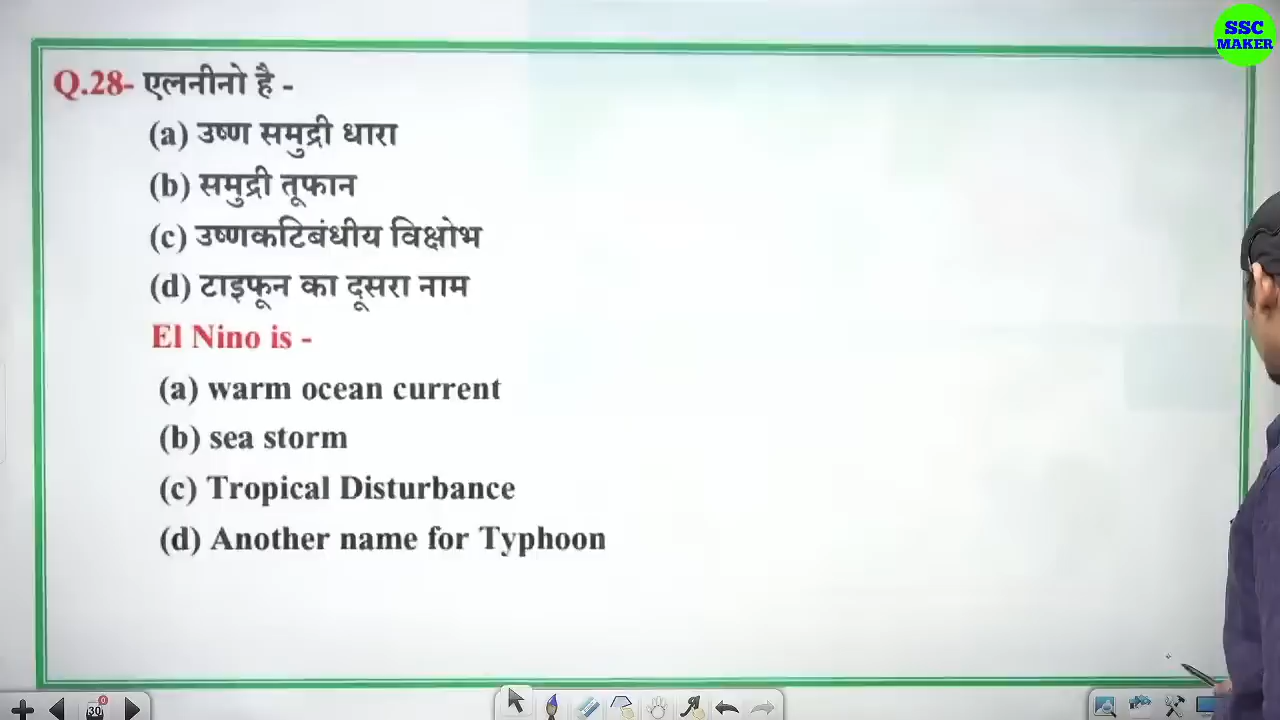 SSC
MAKER
Q.28- एलनीनो है -
(a) उष्ण समुद्री धारा
(b) समुद्री तूफान
(c) उष्णकटिबंधीय विक्षोभ
(d) टाइफून का दूसरा नाम
El Nino is -
(a) warm ocean current
(b) sea storm
(c) Tropical Disturbance
(d) Another name for Typhoon
30
0